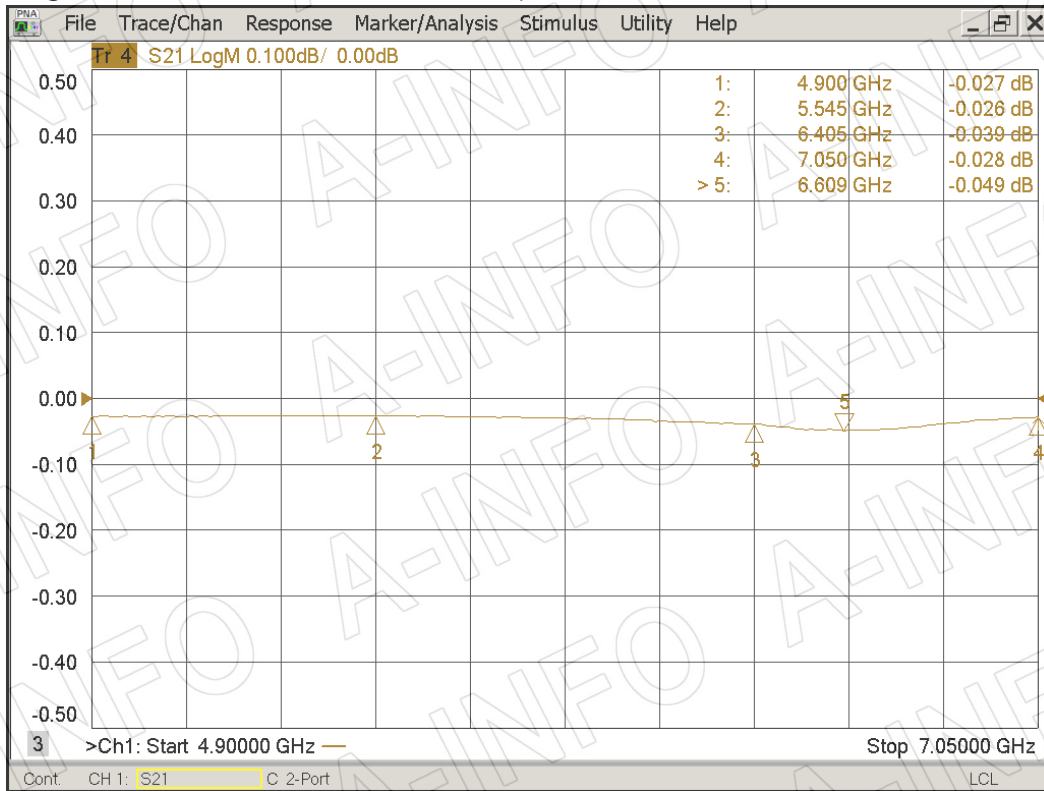 PNA
File Trace/Chan Response Marker/Analysis Stimulus Utility Help
Tr 4 S21 LogM 0.100dB/ 0.00dB
1: 4.900 GHz -0.027 dB
2: 5.545 GHz -0.026 dB
3: 6.405 GHz -0.039 dB
4: 7.050 GHz -0.028 dB
> 5: 6.609 GHz -0.049 dB
0.50
0.40
0.30
0.20
0.10
0.00
-0.10
-0.20
-0.30
-0.40
-0.50
1
2
3
5
4
3 >Ch1: Start 4.90000 GHz — Stop 7.05000 GHz
Cont. CH 1: S21 C 2-Port LCL
A-INFO